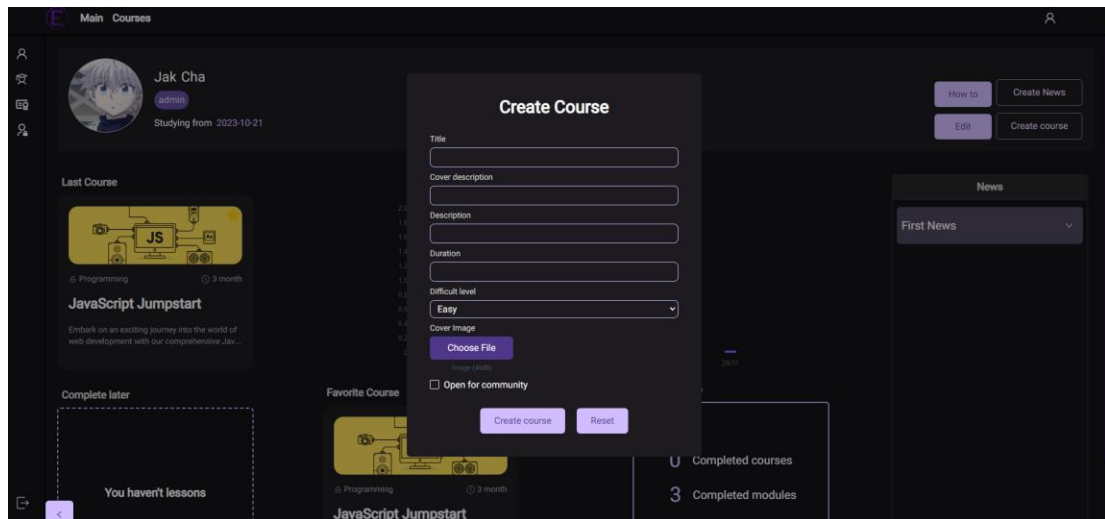 E Main Courses
Jak Cha
admin
Studying from 2023-10-21
How to
Create News
Edit
Create course
Create Course
Title
Cover description
Description
Duration
Difficult level
Easy
Cover Image
Choose File
Image (4MB)
Open for community
Create course
Reset
Last Course
JS
Programming
3 month
JavaScript Jumpstart
Embark on an exciting journey into the world of
web development with our comprehensive Jav...
News
First News
Complete later
You haven't lessons
Favorite Course
Programming
3 month
JavaScript Jumpstart
0 Completed courses
3 Completed modules